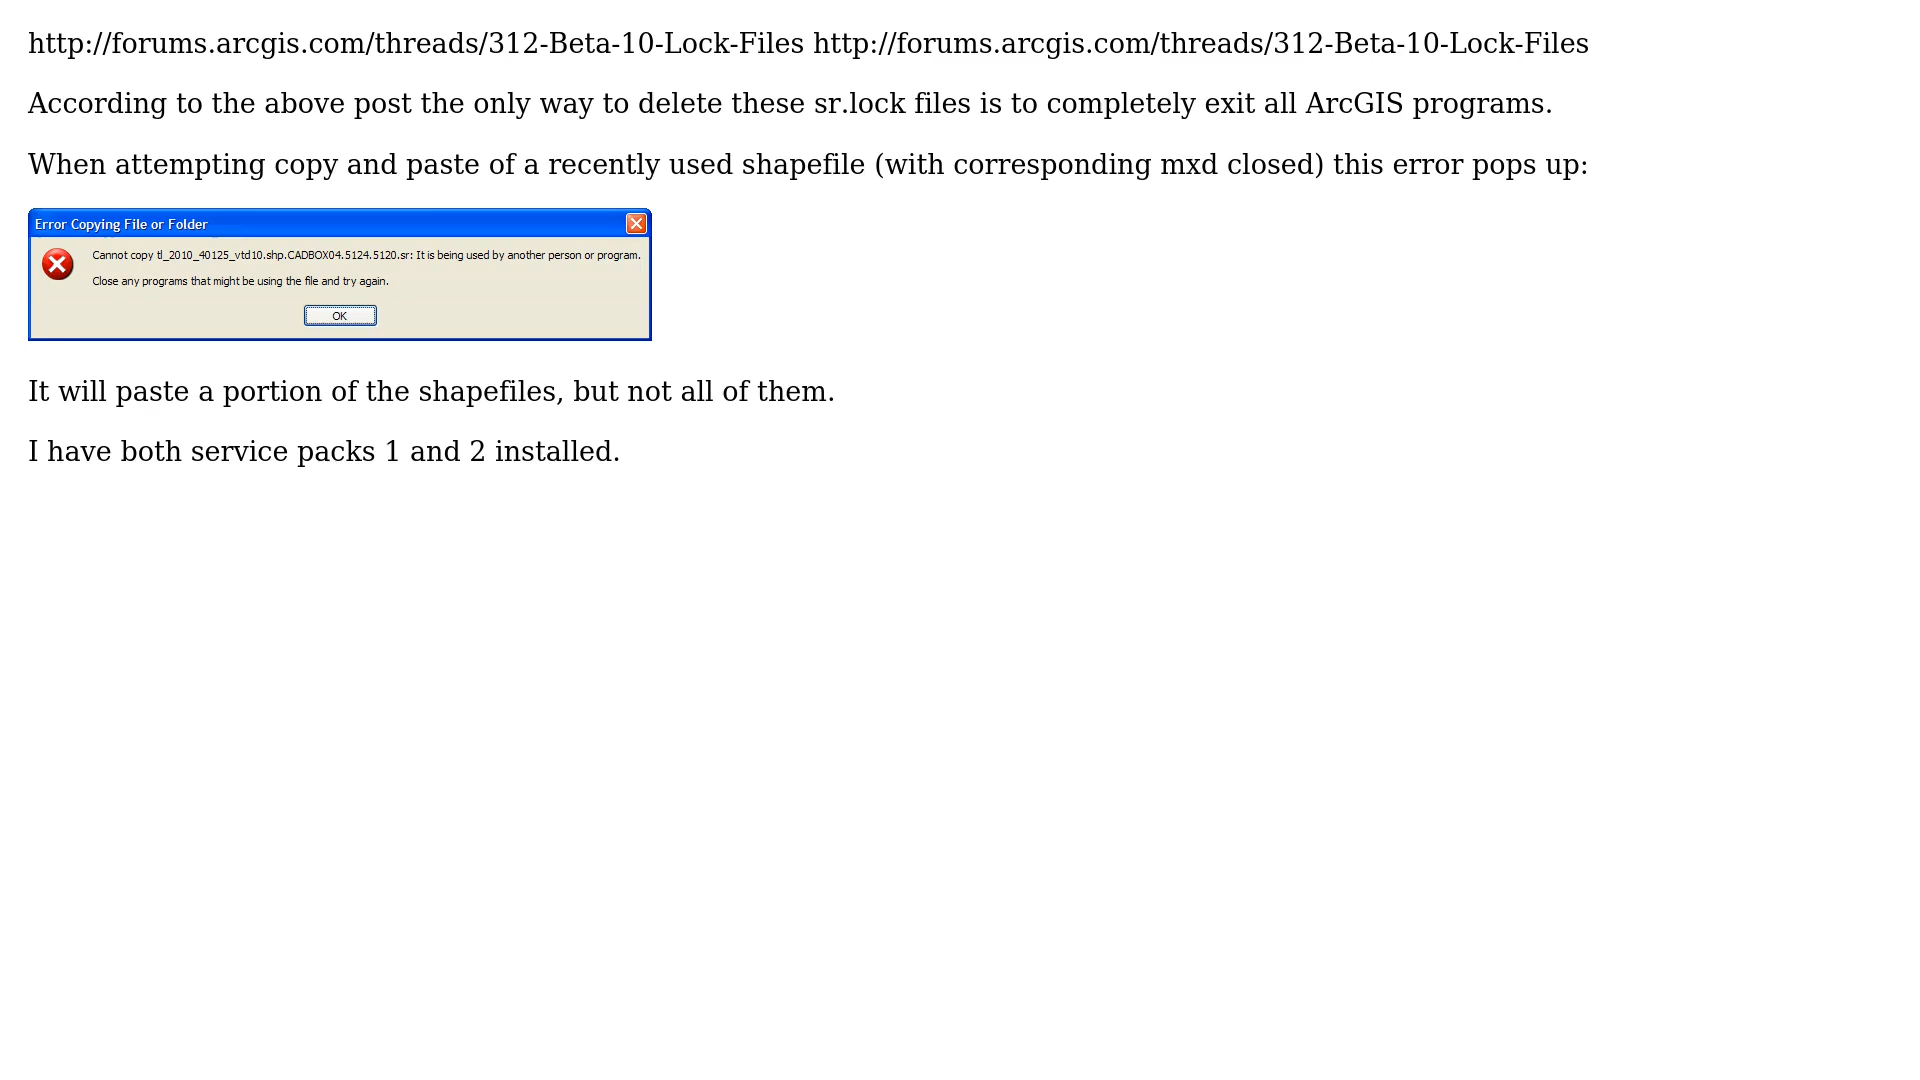 http://forums.arcgis.com/threads/312-Beta-10-Lock-Files http://forums.arcgis.com/threads/312-Beta-10-Lock-Files
According to the above post the only way to delete these sr.lock files is to completely exit all ArcGIS programs.
When attempting copy and paste of a recently used shapefile (with corresponding mxd closed) this error pops up:
Error Copying File or Folder
Cannot copy tl_2010_40125_vtd10.shp.CADBOX04.5124.5120.sr: It is being used by another person or program.
Close any programs that might be using the file and try again.
OK
It will paste a portion of the shapefiles, but not all of them.
I have both service packs 1 and 2 installed.